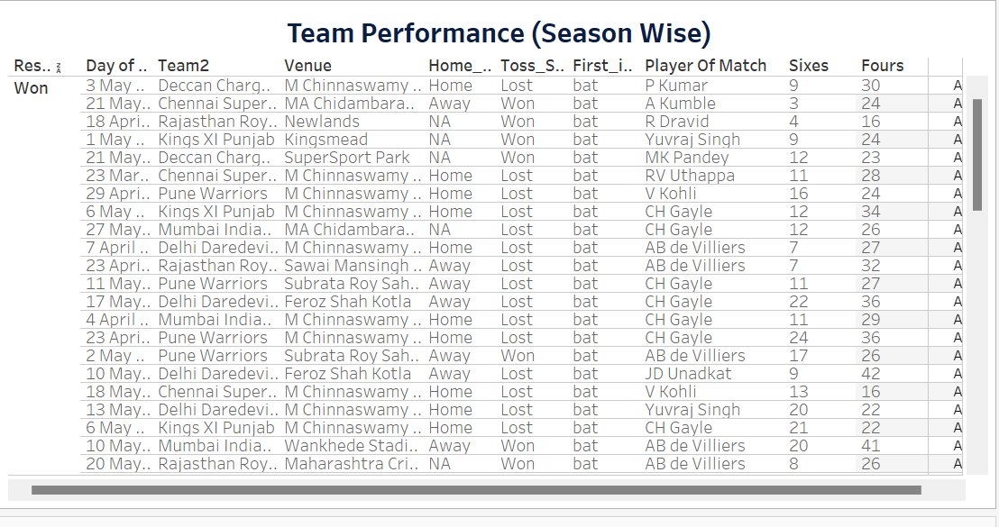 Team Performance (Season Wise)
Res.. Day of .. Team2 Venue Home_.. Toss_S.. First_i.. Player Of Match Sixes Fours
Won 3 May .. Deccan Charg.. M Chinnaswamy .. Home Lost bat P Kumar 9 30 A
21 May.. Chennai Super.. MA Chidambara.. Away Won bat A Kumble 3 24 A
18 Apri.. Rajasthan Roy.. Newlands NA Won bat R Dravid 4 16 A
1 May .. Kings XI Punjab Kingsmead NA Won bat Yuvraj Singh 9 24 A
21 May.. Deccan Charg.. SuperSport Park NA Won bat MK Pandey 12 23 A
23 Mar.. Chennai Super.. M Chinnaswamy .. Home Lost bat RV Uthappa 11 28 A
29 Apri.. Pune Warriors M Chinnaswamy .. Home Lost bat V Kohli 16 24 A
6 May .. Kings XI Punjab M Chinnaswamy .. Home Lost bat CH Gayle 12 34 A
27 May.. Mumbai India.. MA Chidambara.. NA Lost bat CH Gayle 12 26 A
7 April .. Delhi Daredevi.. M Chinnaswamy .. Home Lost bat AB de Villiers 7 27 A
23 Apri.. Rajasthan Roy.. Sawai Mansingh .. Away Lost bat AB de Villiers 7 32 A
11 May.. Pune Warriors Subrata Roy Sah.. Away Lost bat CH Gayle 11 27 A
17 May.. Delhi Daredevi.. Feroz Shah Kotla Away Lost bat CH Gayle 22 36 A
4 April .. Mumbai India.. M Chinnaswamy .. Home Lost bat CH Gayle 11 29 A
23 Apri.. Pune Warriors M Chinnaswamy .. Home Lost bat CH Gayle 24 36 A
2 May .. Pune Warriors Subrata Roy Sah.. Away Won bat AB de Villiers 17 26 A
10 May.. Delhi Daredevi.. Feroz Shah Kotla Away Lost bat JD Unadkat 9 42 A
18 May.. Chennai Super.. M Chinnaswamy .. Home Lost bat V Kohli 13 16 A
13 May.. Delhi Daredevi.. M Chinnaswamy .. Home Lost bat Yuvraj Singh 20 22 A
6 May .. Kings XI Punjab M Chinnaswamy .. Home Lost bat CH Gayle 21 22 A
10 May.. Mumbai India.. Wankhede Stadi.. Away Won bat AB de Villiers 20 41 A
20 May.. Rajasthan Roy.. Maharashtra Cri.. NA Won bat AB de Villiers 8 26 A